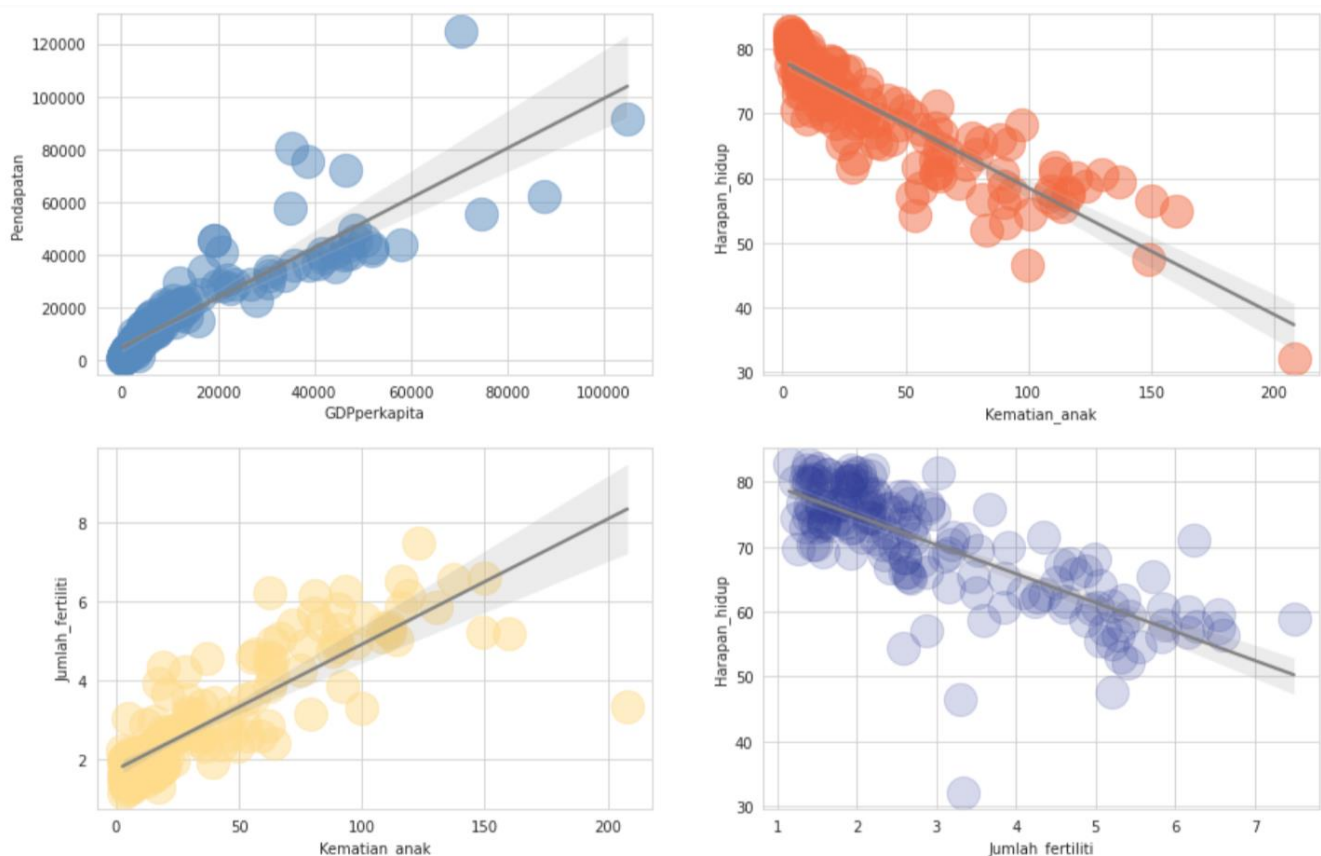 120000
100000
80000
60000
40000
20000
0
Pendapatan
0 20000 40000 60000 80000 100000
GDPperkapita
80
70
60
50
40
30
Harapan_hidup
0 50 100 150 200
Kematian_anak
8
6
4
2
Jumlah_fertiliti
0 50 100 150 200
Kematian_anak
80
70
60
50
40
30
Harapan_hidup
1 2 3 4 5 6 7
Jumlah_fertiliti